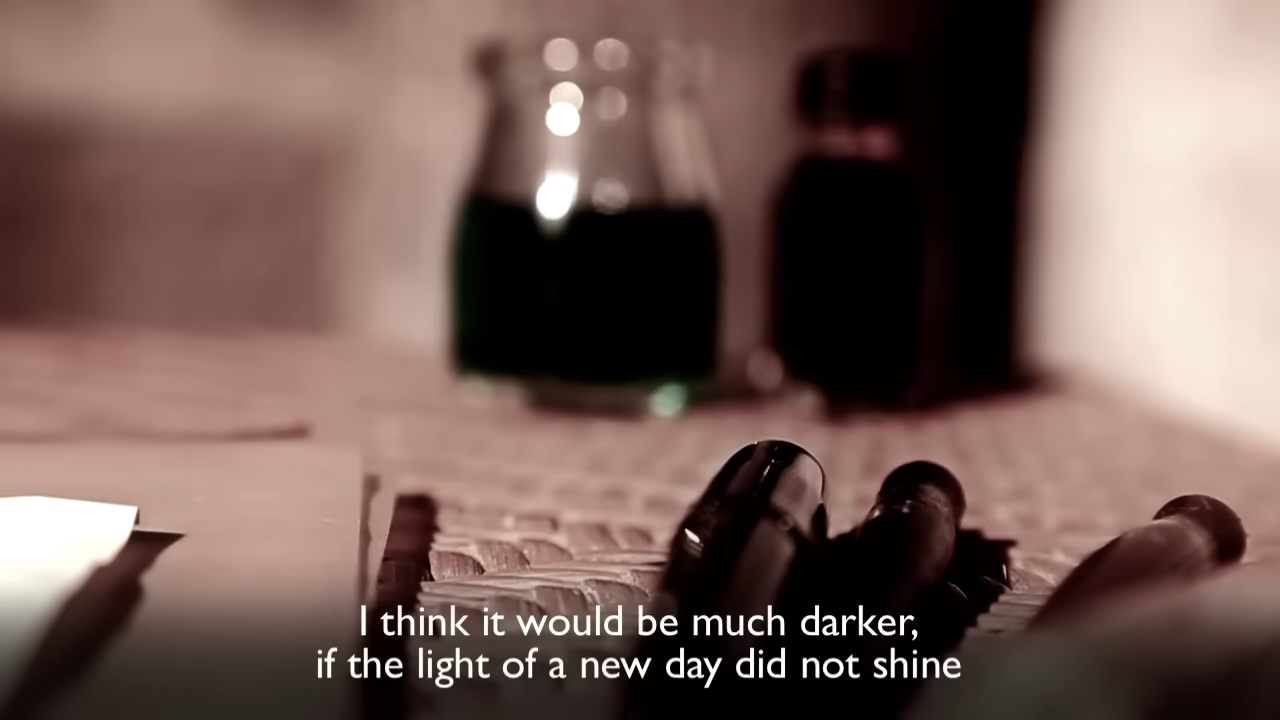 I think it would be much darker,
if the light of a new day did not shine